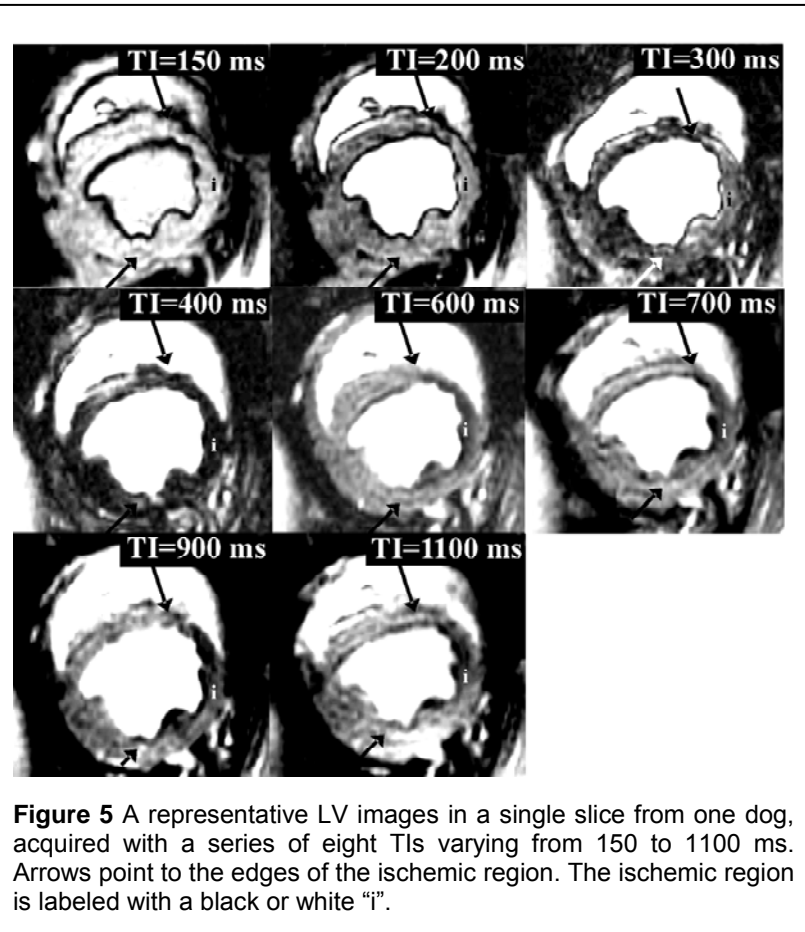 TI=150 ms TI=200 ms TI=300 ms
i i i
TI=400 ms TI=600 ms TI=700 ms
i i i
TI=900 ms TI=1100 ms
i i
Figure 5 A representative LV images in a single slice from one dog,
acquired with a series of eight TIs varying from 150 to 1100 ms.
Arrows point to the edges of the ischemic region. The ischemic region
is labeled with a black or white “i”.